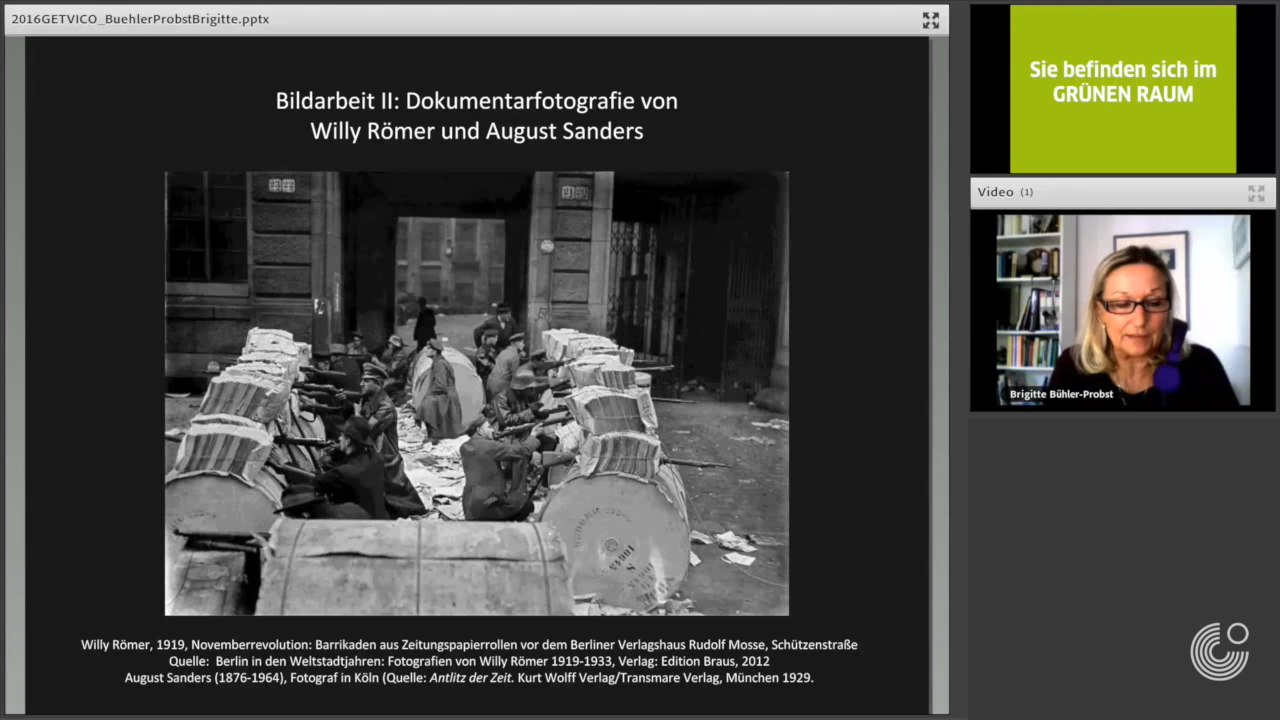 2016GETVICO_BuehlerProbstBrigitte.pptx
Bildarbeit II: Dokumentarfotografie von
Willy Römer und August Sanders
Willy Römer, 1919, Novemberrevolution: Barrikaden aus Zeitungspapierrollen vor dem Berliner Verlagshaus Rudolf Mosse, Schützenstraße
Quelle: Berlin in den Weltstadtjahren: Fotografien von Willy Römer 1919-1933, Verlag: Edition Braus, 2012
August Sanders (1876-1964), Fotograf in Köln (Quelle: Antlitz der Zeit. Kurt Wolff Verlag/Transmare Verlag, München 1929.
Sie befinden sich im
GRÜNEN RAUM
Video (1)
Brigitte Bühler-Probst